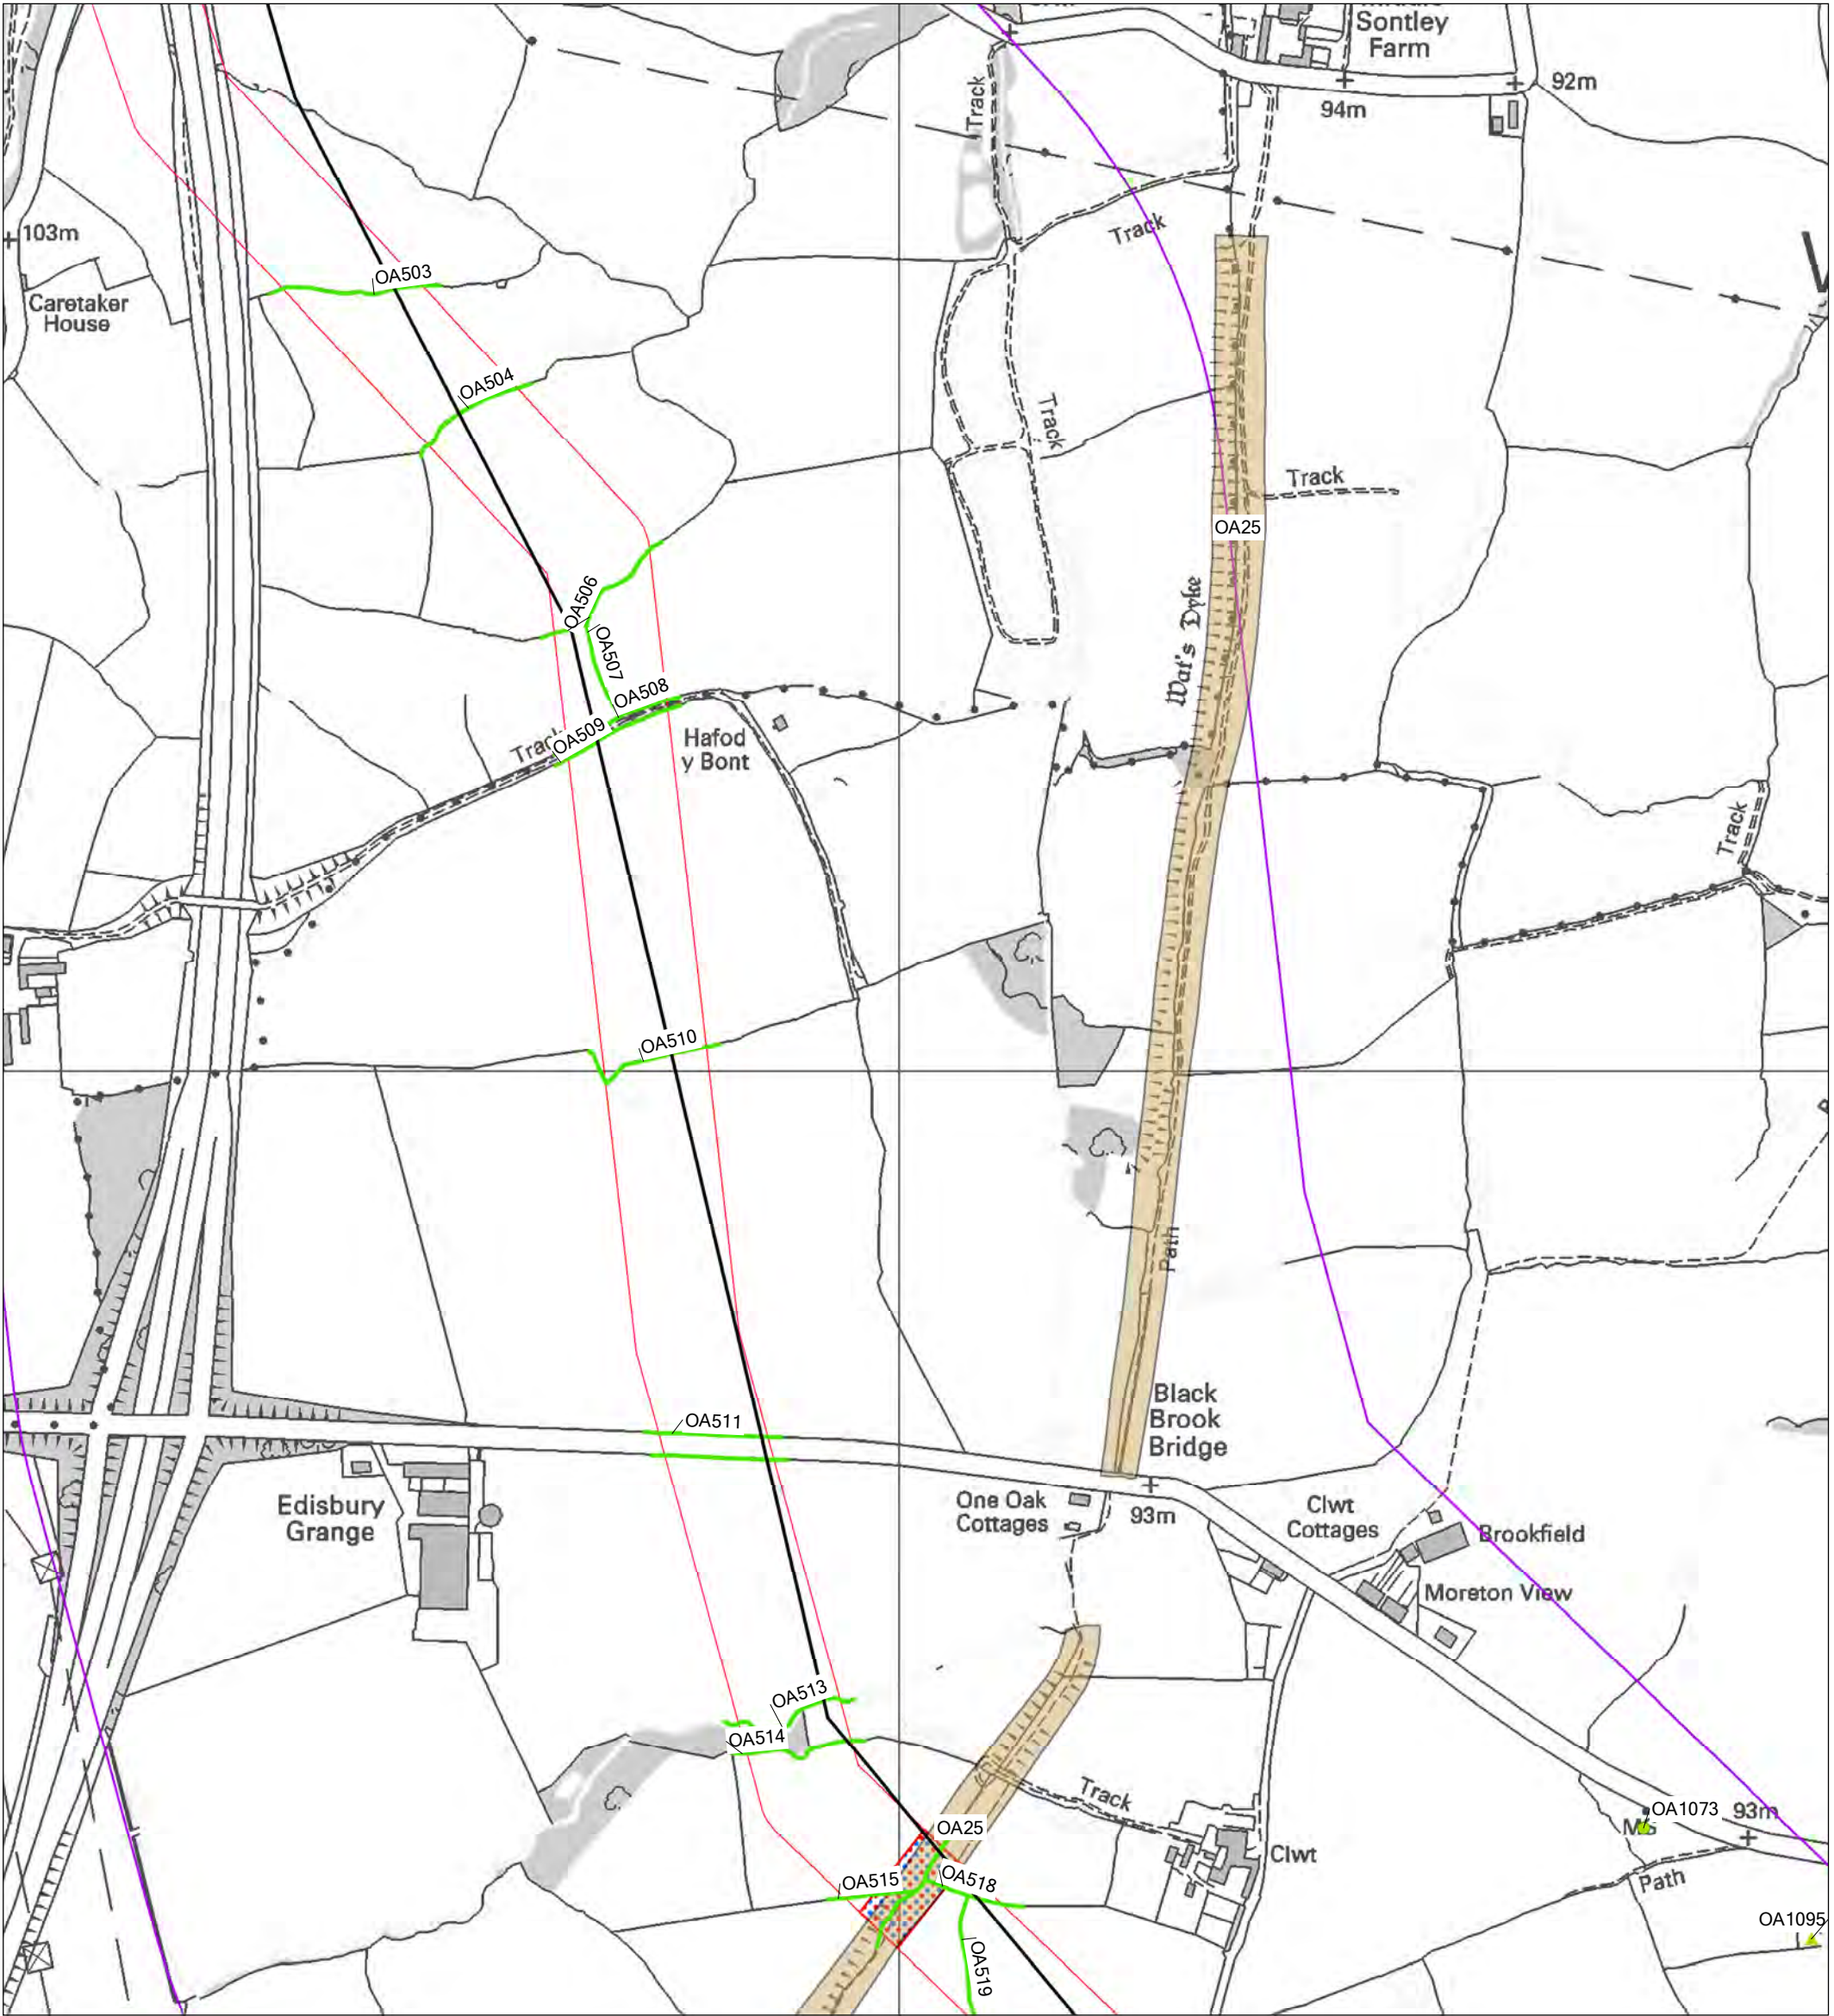 Sontley
Farm
92m
94m
Track
Track
103m
OA503
Caretaker
House
OA504
Track
Track
OA25
Wat's Dyke
OA506
OA507
OA508
OA509
Hafod
y Bont
Track
OA510
Path
Black
Brook
Bridge
OA511
Edisbury
Grange
One Oak
Cottages
93m
Clwt
Cottages
Brookfield
Moreton View
OA513
OA514
Track
OA25
OA1073
93m
MS
Clwt
OA515
OA518
Path
OA1095
OA519